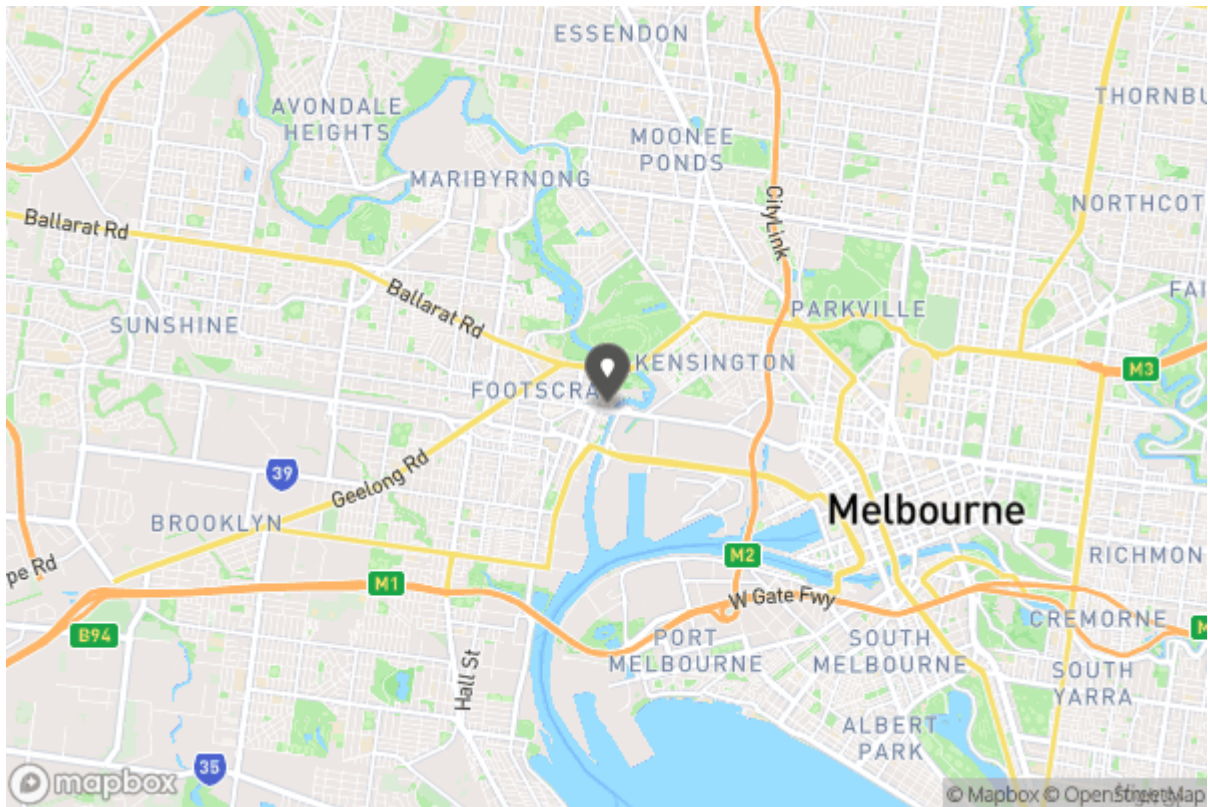 ESSENDON
THORNBU
AVONDALE
HEIGHTS
MOONEE
PONDS
MARIBYRNONG
NORTHCOT
CityLink
Ballarat Rd
Ballarat Rd
FAI
PARKVILLE
SUNSHINE
KENSINGTON
M3
FOOTSCRA
Geelong Rd
39
Melbourne
BROOKLYN
M2
RICHMON
pe Rd
M1
W Gate Fwy
B94
CREMORNE
M
PORT
MELBOURNE
SOUTH
MELBOURNE
Hall St
SOUTH
YARRA
ALBERT
PARK
35
mapbox
© Mapbox © OpenStreetMap